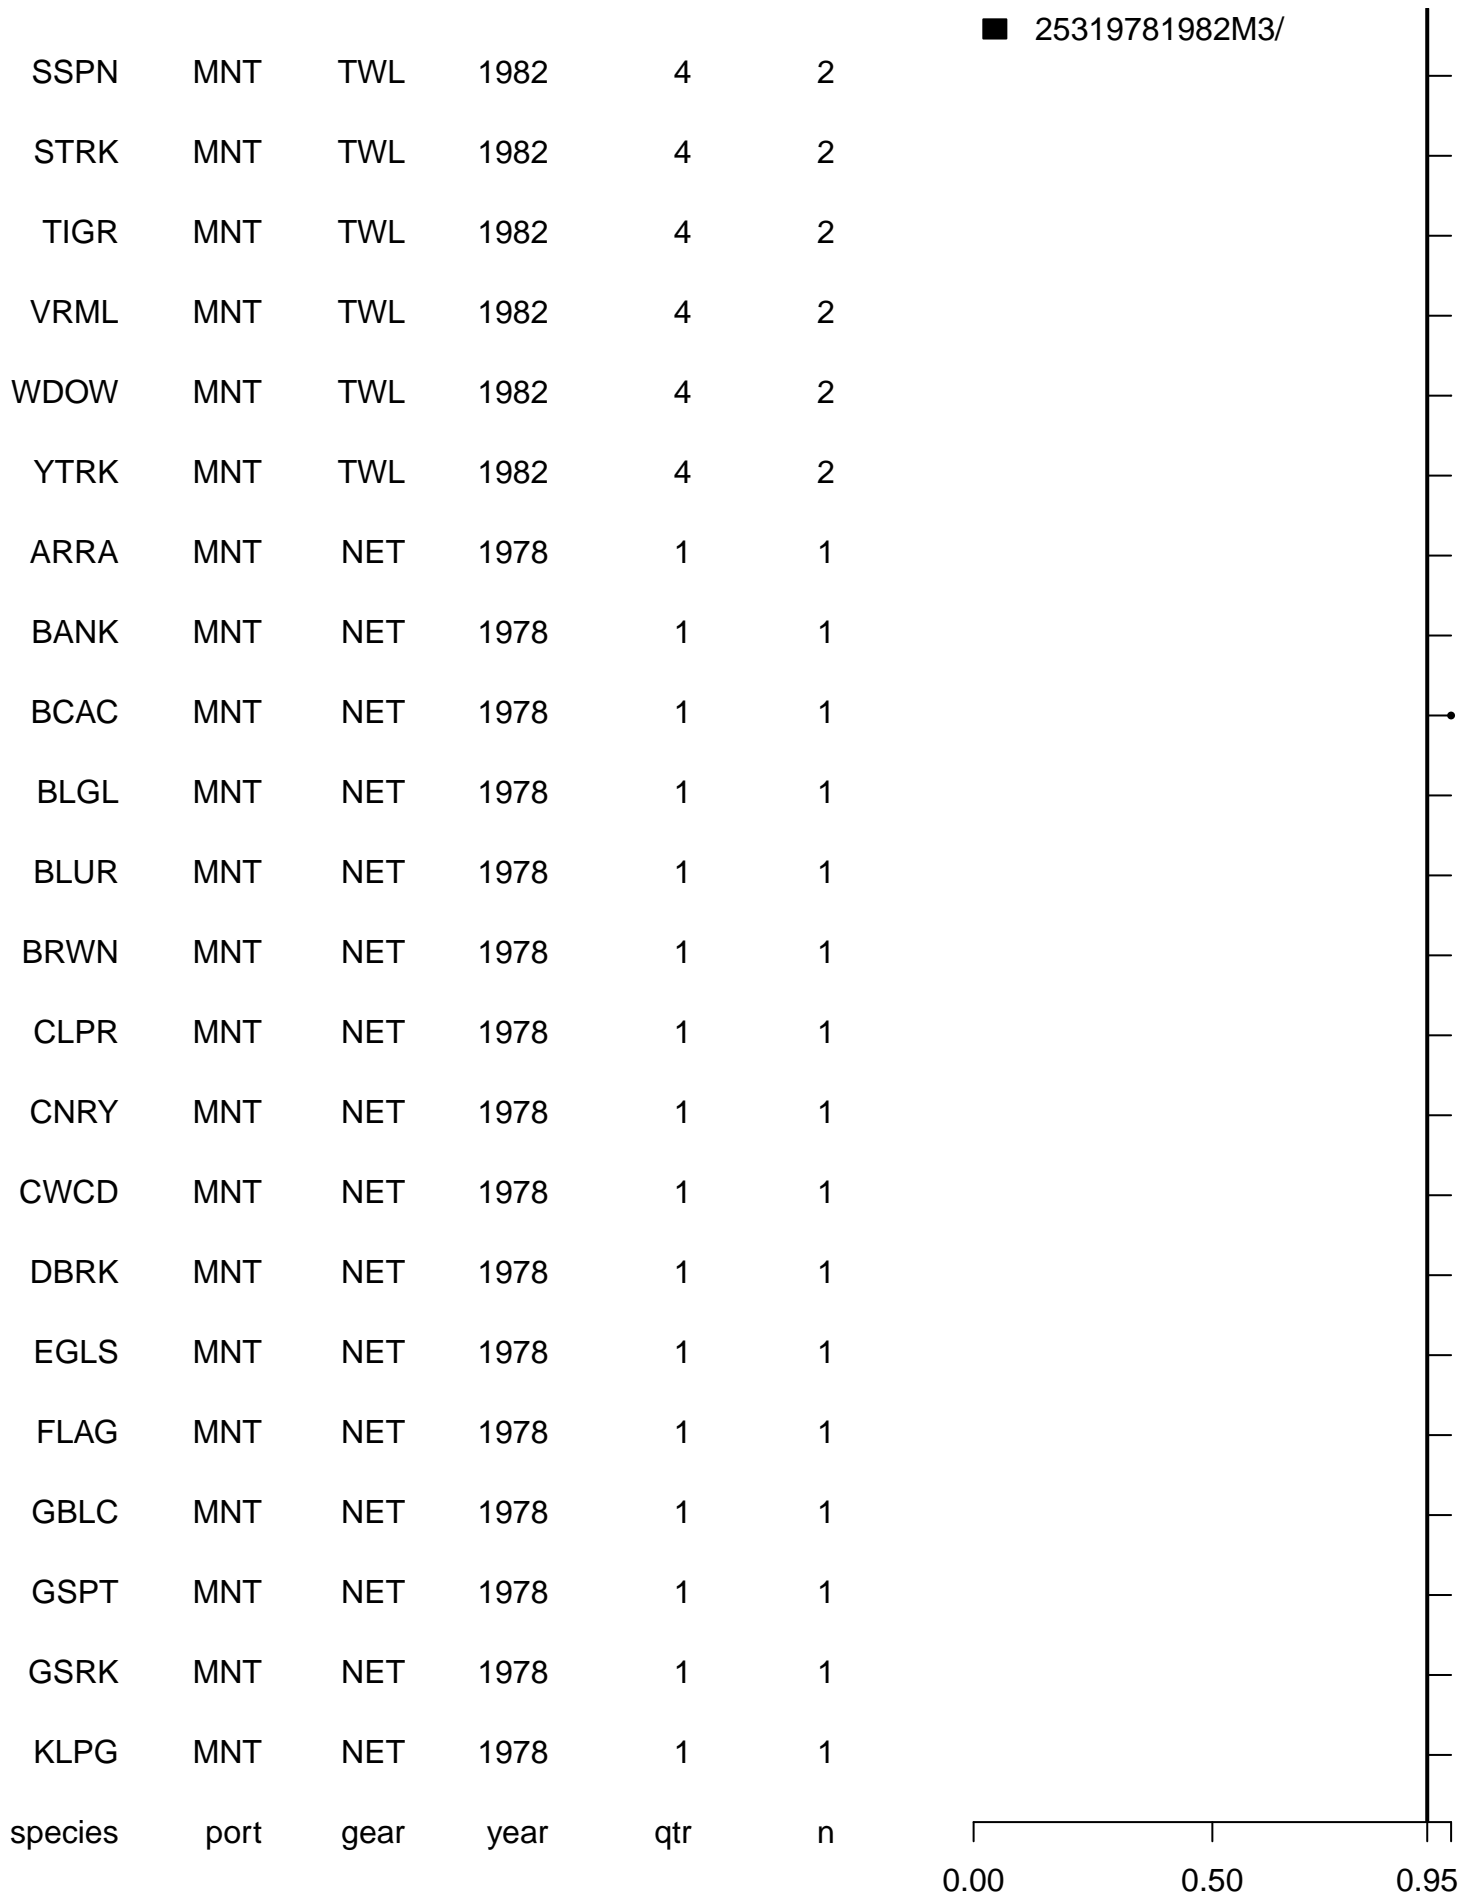 25319781982M3/
SSPN MNT TWL 1982 4 2
STRK MNT TWL 1982 4 2
TIGR MNT TWL 1982 4 2
VRML MNT TWL 1982 4 2
WDOW MNT TWL 1982 4 2
YTRK MNT TWL 1982 4 2
ARRA MNT NET 1978 1 1
BANK MNT NET 1978 1 1
BCAC MNT NET 1978 1 1
BLGL MNT NET 1978 1 1
BLUR MNT NET 1978 1 1
BRWN MNT NET 1978 1 1
CLPR MNT NET 1978 1 1
CNRY MNT NET 1978 1 1
CWCD MNT NET 1978 1 1
DBRK MNT NET 1978 1 1
EGLS MNT NET 1978 1 1
FLAG MNT NET 1978 1 1
GBLC MNT NET 1978 1 1
GSPT MNT NET 1978 1 1
GSRK MNT NET 1978 1 1
KLPG MNT NET 1978 1 1
species port gear year qtr n
0.00 0.50 0.95